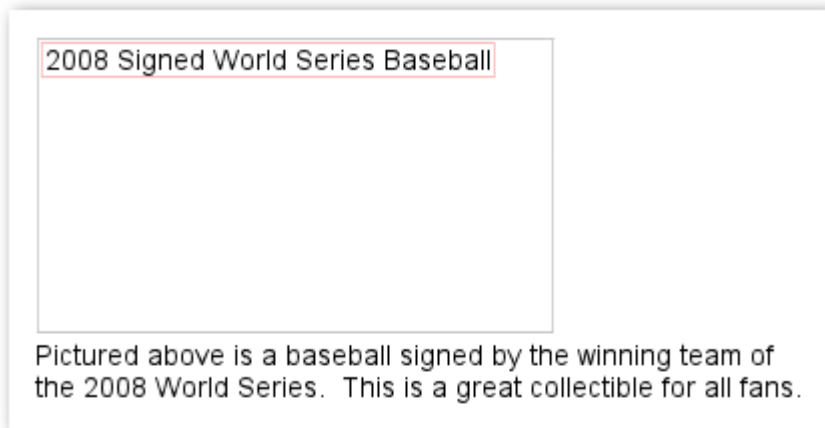 2008 Signed World Series Baseball
Pictured above is a baseball signed by the winning team of
the 2008 World Series.  This is a great collectible for all fans.